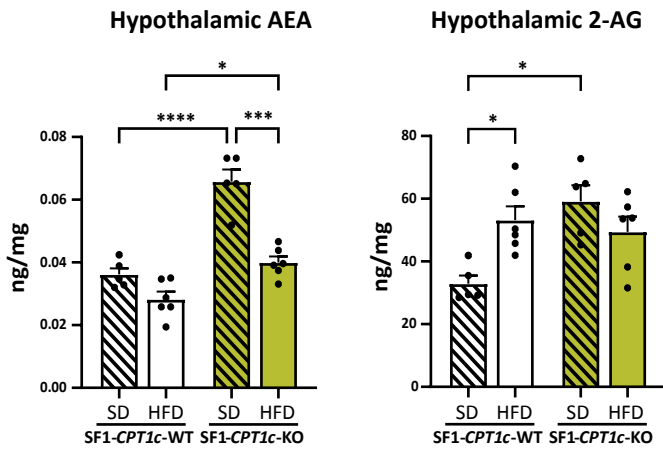 Hypothalamic AEA
*
**** ***
0.08
0.06
0.04
0.02
0.00
ng/mg
SD HFD SD HFD
SF1-CPT1c-WT SF1-CPT1c-KO
Hypothalamic 2-AG
*
*
80
60
40
20
0
ng/mg
SD HFD SD HFD
SF1-CPT1c-WT SF1-CPT1c-KO